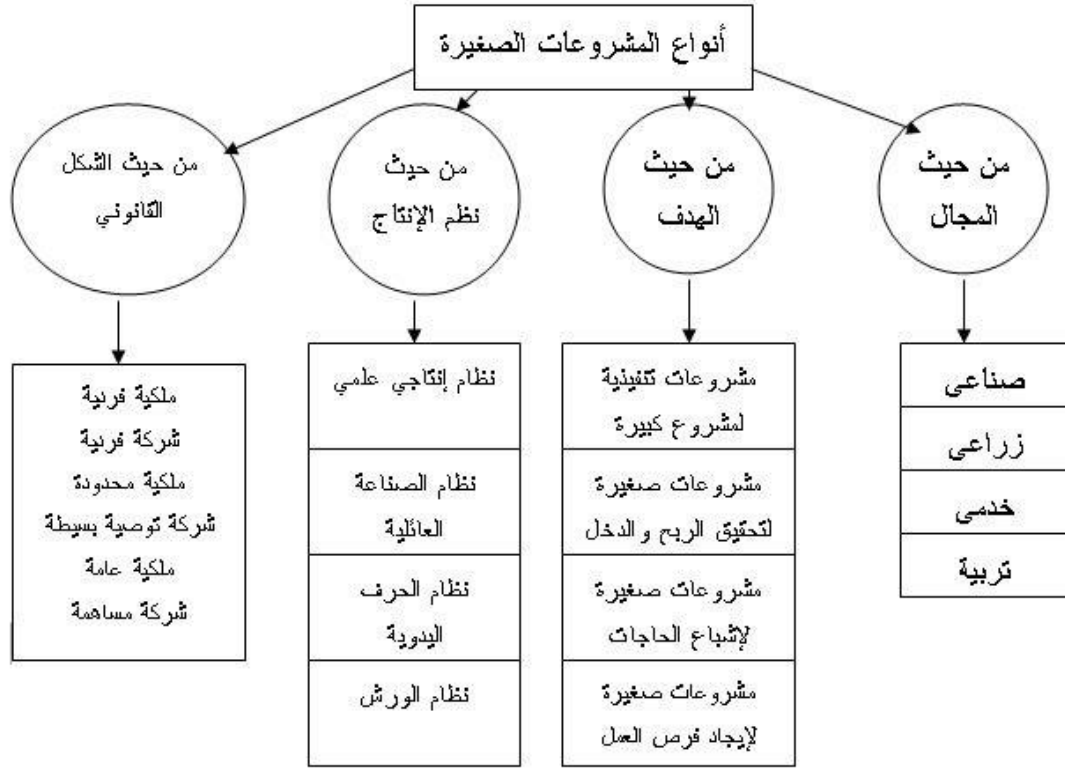 أنواع المشروعات الصغيرة
من حيث
المجال
من حيث
الهدف
من حيث
نظم الإنتاج
من حيث الشكل
القانوني
صناعى
زراعى
خدمى
تربية
مشروعات تنفيذية
لمشروع كبيرة
مشروعات صغيرة
لتحقيق الربح والدخل
مشروعات صغيرة
لإشباع الحاجات
مشروعات صغيرة
لإيجاد فرص العمل
نظام إنتاجي علمي
نظام الصناعة
العائلية
نظام الحرف
اليدوية
نظام الورش
ملكية فردية
شركة فردية
ملكية محدودة
شركة توصية بسيطة
ملكية عامة
شركة مساهمة